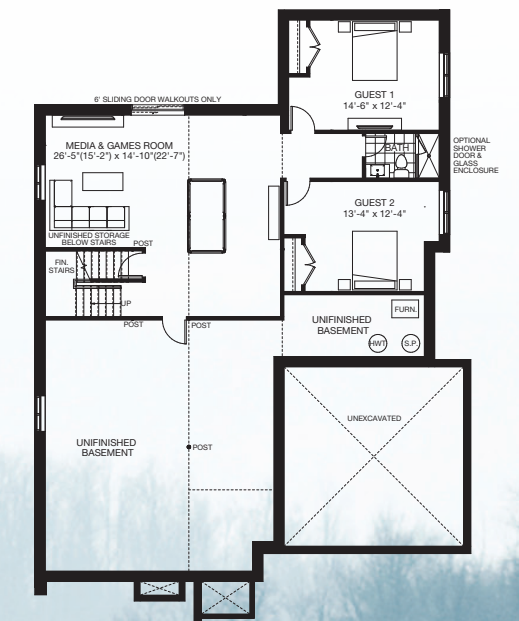 GUEST 1
14'-6" x 12'-4"
6' SLIDING DOOR WALKOUTS ONLY
MEDIA & GAMES ROOM
26'-5"(15'-2") x 14'-10"(22'-7")
BATH
OPTIONAL
SHOWER
DOOR &
GLASS
ENCLOSURE
GUEST 2
13'-4" x 12'-4"
UNFINISHED STORAGE
BELOW STAIRS
POST
FIN.
STAIRS
UP
POST
POST
UNIFINISHED
BASEMENT
FURN.
HWT
S.P.
UNEXCAVATED
UNIFINISHED
BASEMENT
POST